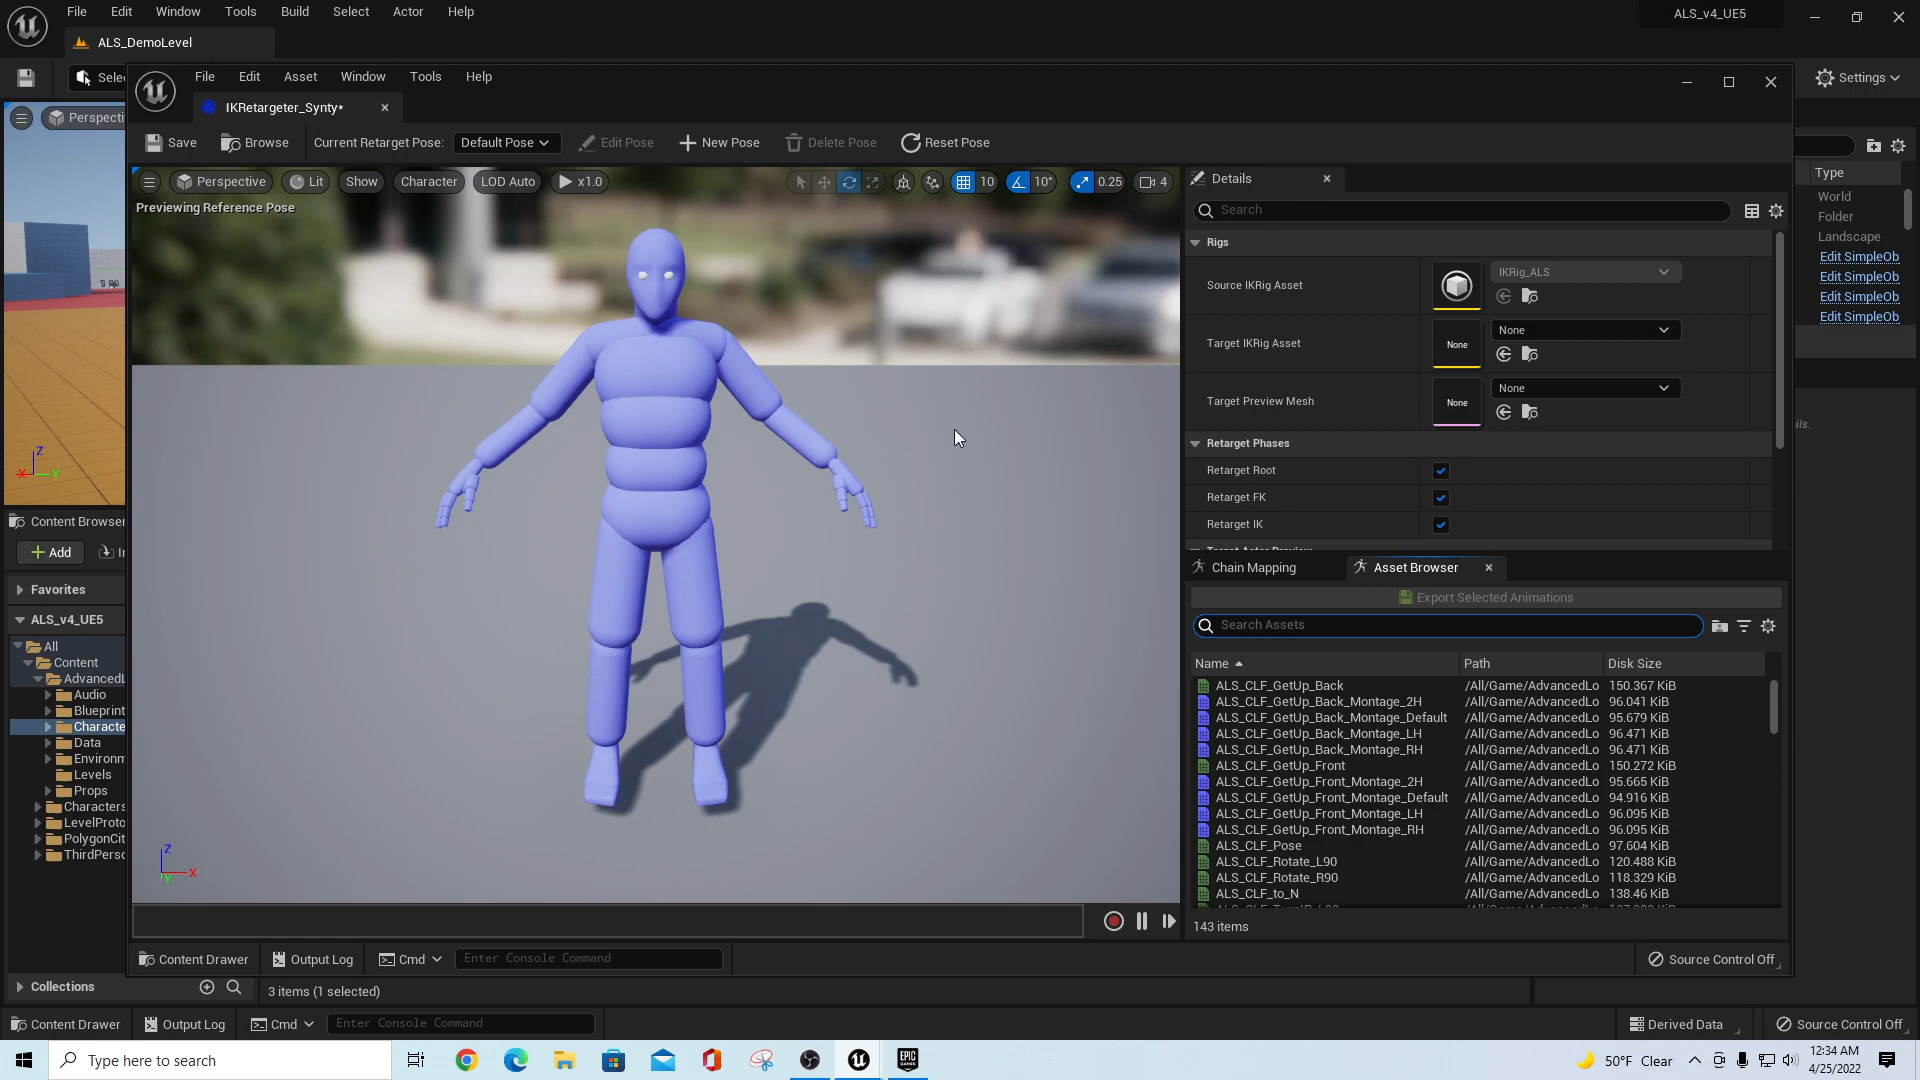 File Edit Window Tools Build Select Actor Help
ALS_v4_UE5
ALS_DemoLevel
Settings
File Edit Asset Window Tools Help
IKRetargeter_Synty*
Save Browse Current Retarget Pose: Default Pose Edit Pose New Pose Delete Pose Reset Pose
Perspective Lit Show Character LOD Auto x1.0 10 10° 0.25 4
Previewing Reference Pose
Details
Search
Rigs
Source IKRig Asset IKRig_ALS
Target IKRig Asset None None
Target Preview Mesh None None
Retarget Phases
Retarget Root
Retarget FK
Retarget IK
Type
World
Folder
Landscape
Edit SimpleOb
Edit SimpleOb
Edit SimpleOb
Edit SimpleOb
Chain Mapping Asset Browser
Export Selected Animations
Search Assets
Name Path Disk Size
ALS_CLF_GetUp_Back /All/Game/AdvancedLo 150.367 KiB
ALS_CLF_GetUp_Back_Montage_2H /All/Game/AdvancedLo 96.041 KiB
ALS_CLF_GetUp_Back_Montage_Default /All/Game/AdvancedLo 95.679 KiB
ALS_CLF_GetUp_Back_Montage_LH /All/Game/AdvancedLo 96.471 KiB
ALS_CLF_GetUp_Back_Montage_RH /All/Game/AdvancedLo 96.471 KiB
ALS_CLF_GetUp_Front /All/Game/AdvancedLo 150.272 KiB
ALS_CLF_GetUp_Front_Montage_2H /All/Game/AdvancedLo 95.665 KiB
ALS_CLF_GetUp_Front_Montage_Default /All/Game/AdvancedLo 94.916 KiB
ALS_CLF_GetUp_Front_Montage_LH /All/Game/AdvancedLo 96.095 KiB
ALS_CLF_GetUp_Front_Montage_RH /All/Game/AdvancedLo 96.095 KiB
ALS_CLF_Pose /All/Game/AdvancedLo 97.604 KiB
ALS_CLF_Rotate_L90 /All/Game/AdvancedLo 120.488 KiB
ALS_CLF_Rotate_R90 /All/Game/AdvancedLo 118.329 KiB
ALS_CLF_to_N /All/Game/AdvancedLo 138.46 KiB
143 items
Selec
Perspecti
Z
X Y
Content Browser
Add
Favorites
ALS_v4_UE5
All
Content
AdvancedL
Audio
Blueprint
Characte
Data
Environm
Levels
Props
Characters
LevelProto
PolygonCit
ThirdPerso
Z
Y X
Content Drawer Output Log Cmd Enter Console Command Source Control Off
Collections 3 items (1 selected)
Content Drawer Output Log Cmd Enter Console Command Derived Data Source Control Off
Type here to search
EPIC GAMES
50°F Clear
12:34 AM
4/25/2022